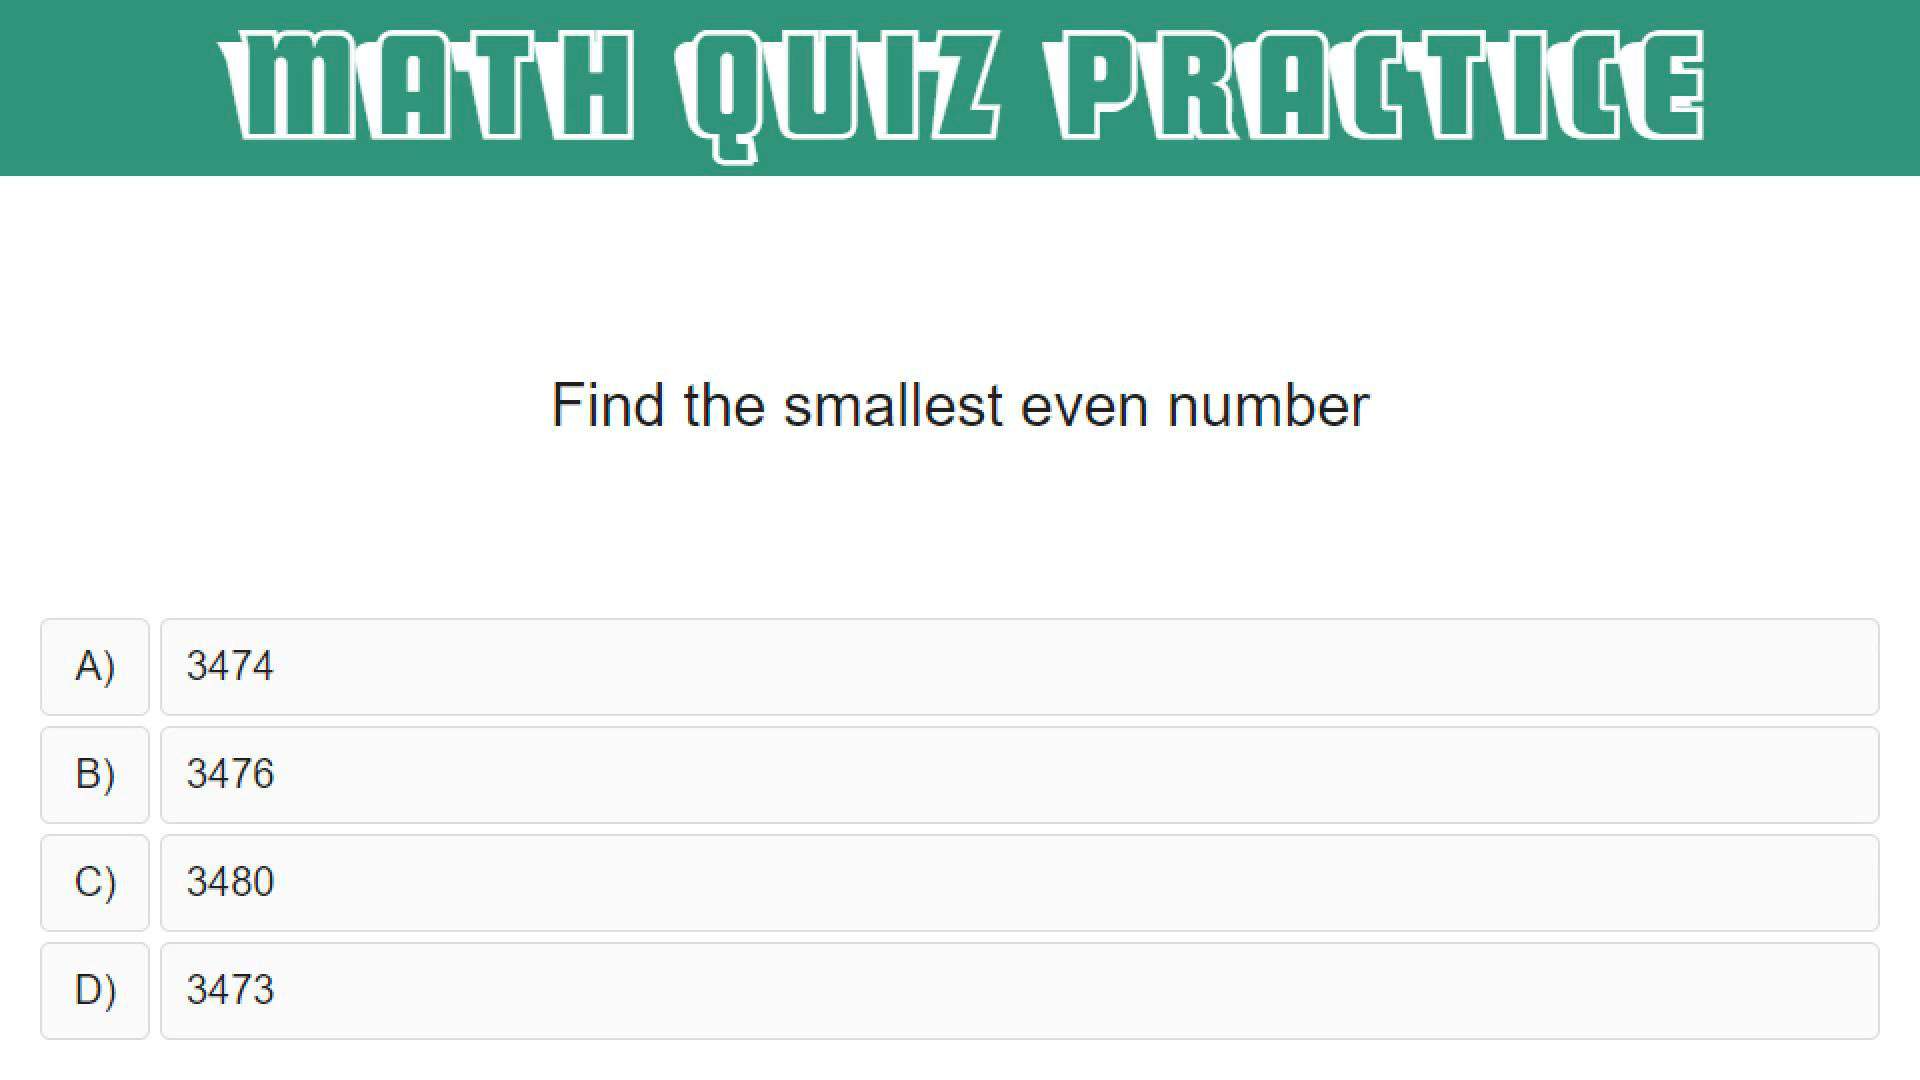 MATH QUIZ PRACTICE
Find the smallest even number
A) 3474
B) 3476
C) 3480
D) 3473